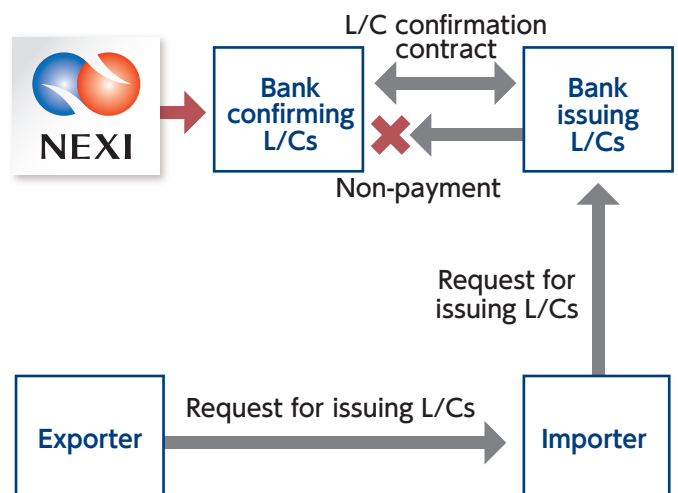 L/C confirmation
contract
NEXI
Bank
confirming
L/Cs
Bank
issuing
L/Cs
Non-payment
Request for
issuing L/Cs
Request for issuing L/Cs
Exporter
Importer